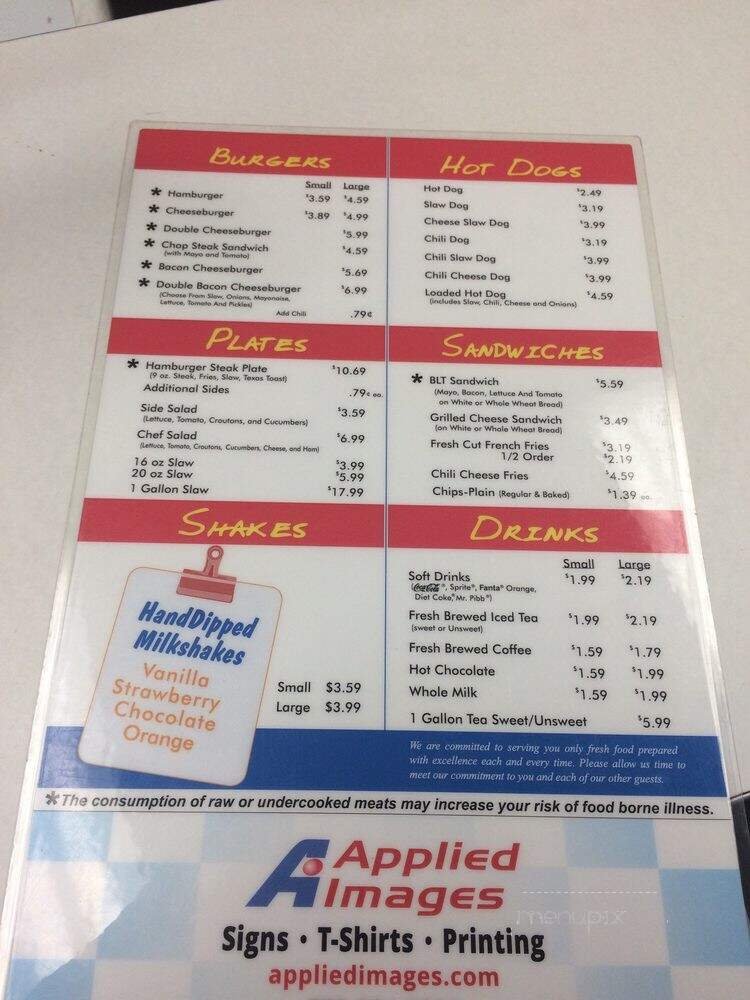 BURGERS
Small Large
* Hamburger $3.59 $4.59
* Cheeseburger $3.89 $4.99
* Double Cheeseburger $5.99
* Chop Steak Sandwich $4.59
(with Mayo and Tomato)
* Bacon Cheeseburger $5.69
* Double Bacon Cheeseburger $6.99
(Choose From Slaw, Onions, Mayonaise,
Lettuce, Tomato And Pickles)
Add Chili .79¢
HOT DOGS
Hot Dog $2.49
Slaw Dog $3.19
Cheese Slaw Dog $3.99
Chili Dog $3.19
Chili Slaw Dog $3.99
Chili Cheese Dog $3.99
Loaded Hot Dog $4.59
(includes Slaw, Chili, Cheese and Onions)
PLATES
* Hamburger Steak Plate $10.69
(9 oz. Steak, Fries, Slaw, Texas Toast)
Additional Sides .79¢ ea.
Side Salad $3.59
(Lettuce, Tomato, Croutons, and Cucumbers)
Chef Salad $6.99
(Lettuce, Tomato, Croutons, Cucumbers, Cheese, and Ham)
16 oz Slaw $3.99
20 oz Slaw $5.99
1 Gallon Slaw $17.99
SANDWICHES
* BLT Sandwich $5.59
(Mayo, Bacon, Lettuce And Tomato
on White or Whole Wheat Bread)
Grilled Cheese Sandwich $3.49
(on White or Whole Wheat Bread)
Fresh Cut French Fries $3.19
1/2 Order $2.19
Chili Cheese Fries $4.59
Chips-Plain (Regular & Baked) $1.39 ea.
SHAKES
HandDipped
Milkshakes
Vanilla
Strawberry
Chocolate
Orange
Small $3.59
Large $3.99
DRINKS
Small Large
Soft Drinks $1.99 $2.19
(Coca-Cola®, Sprite®, Fanta® Orange,
Diet Coke,® Mr. Pibb®)
Fresh Brewed Iced Tea $1.99 $2.19
(sweet or Unsweet)
Fresh Brewed Coffee $1.59 $1.79
Hot Chocolate $1.59 $1.99
Whole Milk $1.59 $1.99
1 Gallon Tea Sweet/Unsweet $5.99
We are committed to serving you only fresh food prepared
with excellence each and every time. Please allow us time to
meet our commitment to you and each of our other guests.
*The consumption of raw or undercooked meats may increase your risk of food borne illness.
Applied
Images
Signs • T-Shirts • Printing
appliedimages.com
menupix